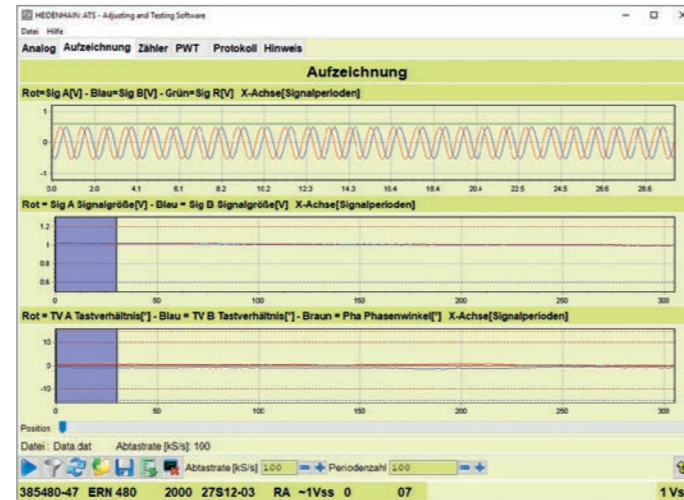 HEIDENHAIN: ATS - Adjusting and Testing Software
Datei Hilfe
Analog Aufzeichnung Zähler PWT Protokoll Hinweis
Aufzeichnung
Rot=Sig A[V] - Blau=Sig B[V] - Grün=Sig R[V] X-Achse[Signalperioden]
1
0
-1
0.0 2.0 4.1 6.1 8.2 10.2 12.3 14.3 16.4 18.4 20.4 22.5 24.5 26.6 28.6
Rot = Sig A Signalgröße[V] - Blau = Sig B Signalgröße[V] X-Achse[Signalperioden]
1.2
1
0.8
0.6
0 50 100 150 200 250 300
Rot = TV A Tastverhältnis[°] - Blau = TV B Tastverhältnis[°] - Braun = Pha Phasenwinkel[°] X-Achse[Signalperioden]
10
0
-10
0 50 100 150 200 250 300
Position
Datei : Data.dat Abtastrate [kS/s]: 100
Abtastrate [kS/s] 100 Periodenzahl 100
385480-47 ERN 480 2000 27S12-03 RA ~1Vss 0 07 1 Vs